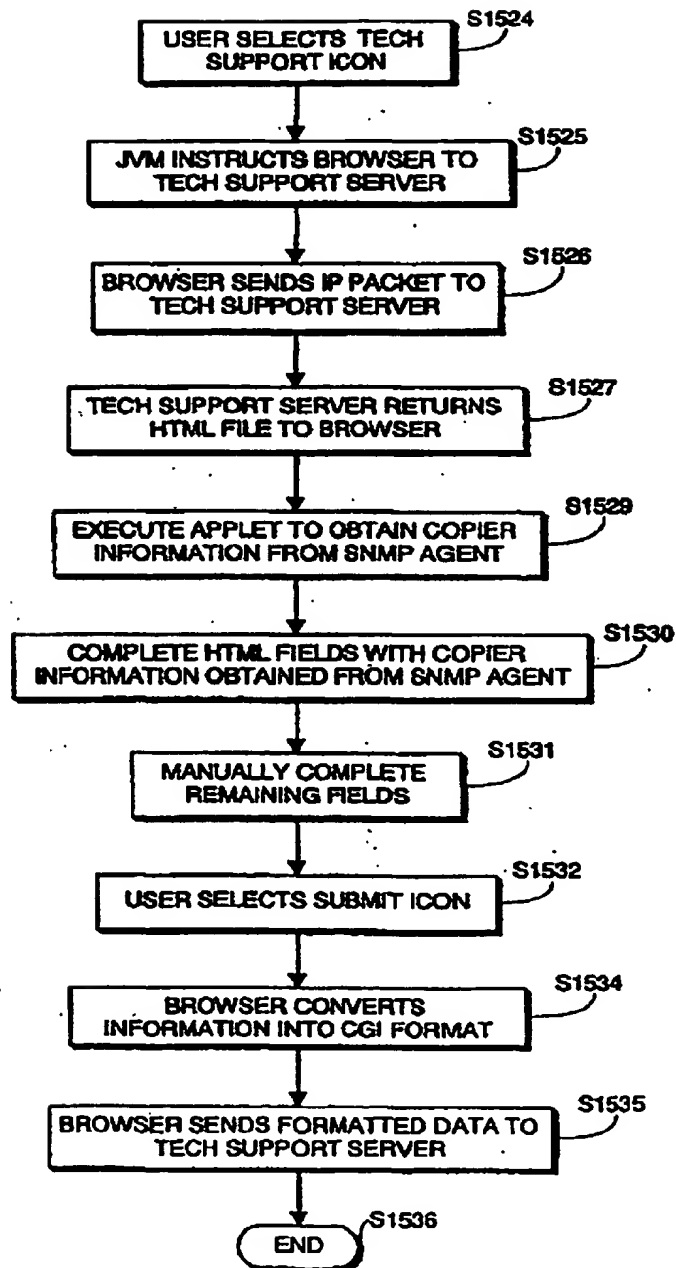 S1524
USER SELECTS TECH
SUPPORT ICON
S1525
JVM INSTRUCTS BROWSER TO
TECH SUPPORT SERVER
S1526
BROWSER SENDS IP PACKET TO
TECH SUPPORT SERVER
S1527
TECH SUPPORT SERVER RETURNS
HTML FILE TO BROWSER
S1529
EXECUTE APPLET TO OBTAIN COPIER
INFORMATION FROM SNMP AGENT
S1530
COMPLETE HTML FIELDS WITH COPIER
INFORMATION OBTAINED FROM SNMP AGENT
S1531
MANUALLY COMPLETE
REMAINING FIELDS
S1532
USER SELECTS SUBMIT ICON
S1534
BROWSER CONVERTS
INFORMATION INTO CGI FORMAT
S1535
BROWSER SENDS FORMATTED DATA TO
TECH SUPPORT SERVER
S1536
END